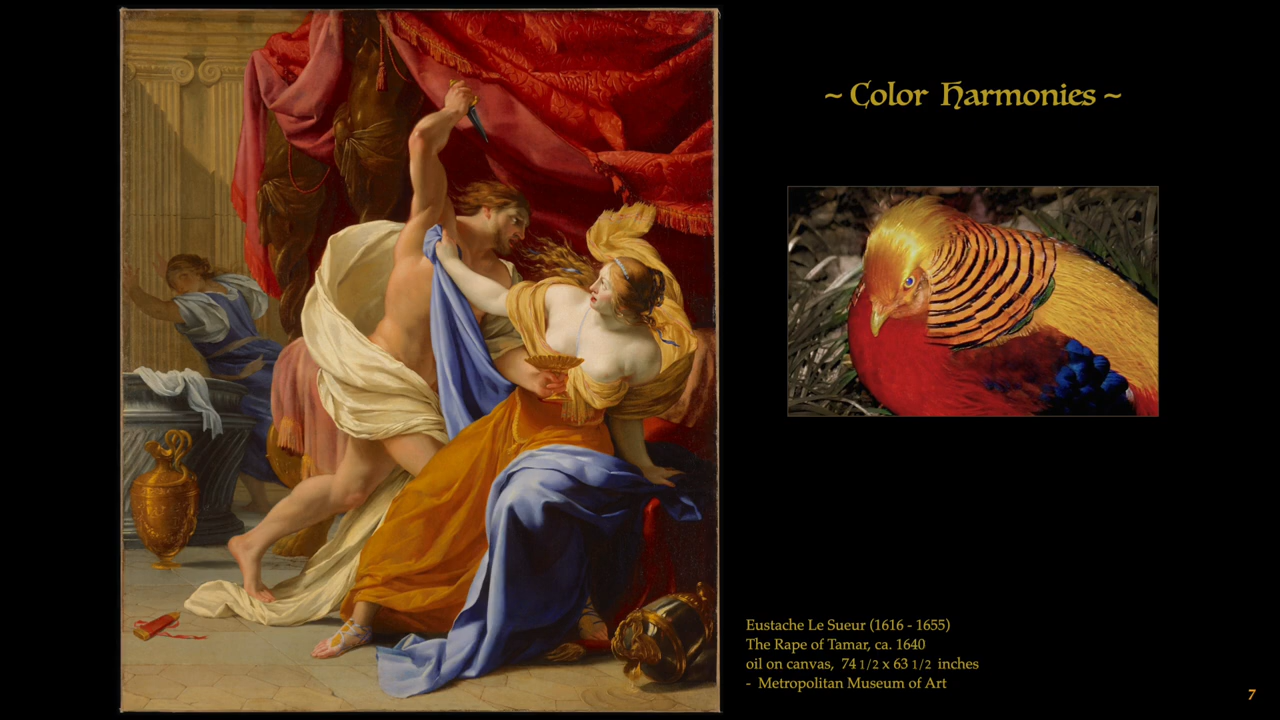 ~ Color Harmonies ~
Eustache Le Sueur (1616 - 1655)
The Rape of Tamar, ca. 1640
oil on canvas, 74 1/2 x 63 1/2 inches
- Metropolitan Museum of Art
7